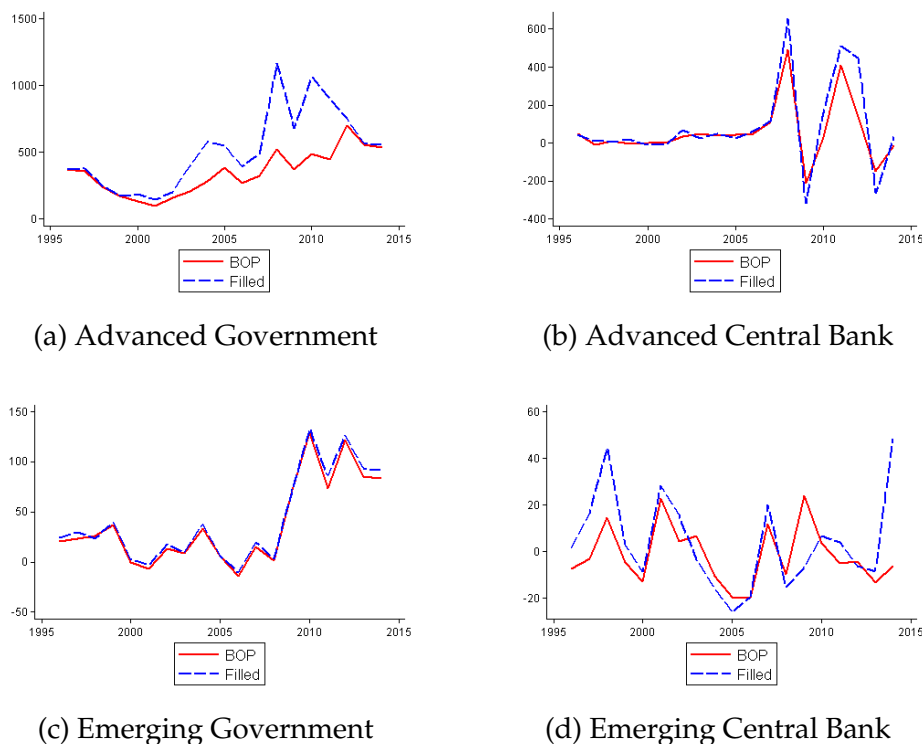 1500
1000
500
0
1995 2000 2005 2010 2015
BOP
Filled
(a) Advanced Government
600
400
200
0
-200
-400
1995 2000 2005 2010 2015
BOP
Filled
(b) Advanced Central Bank
150
100
50
0
-50
1995 2000 2005 2010 2015
BOP
Filled
(c) Emerging Government
60
40
20
0
-20
1995 2000 2005 2010 2015
BOP
Filled
(d) Emerging Central Bank